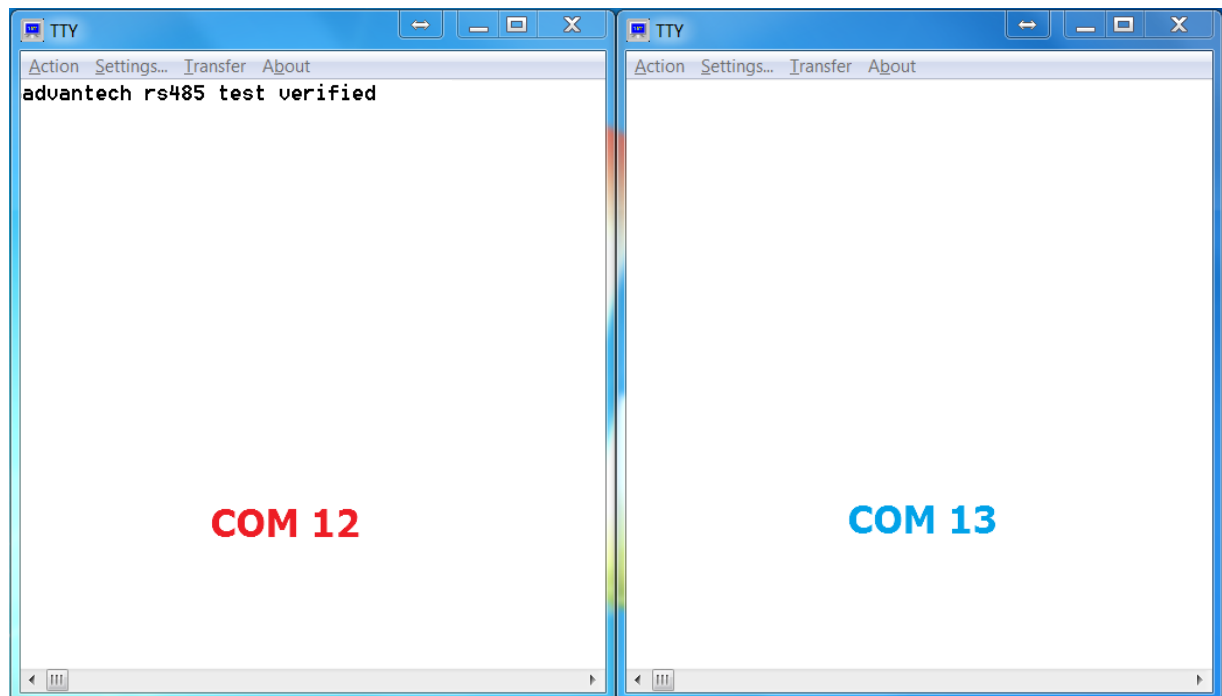 TTY
Action Settings... Transfer About
advantech rs485 test verified
COM 12
TTY
Action Settings... Transfer About
COM 13